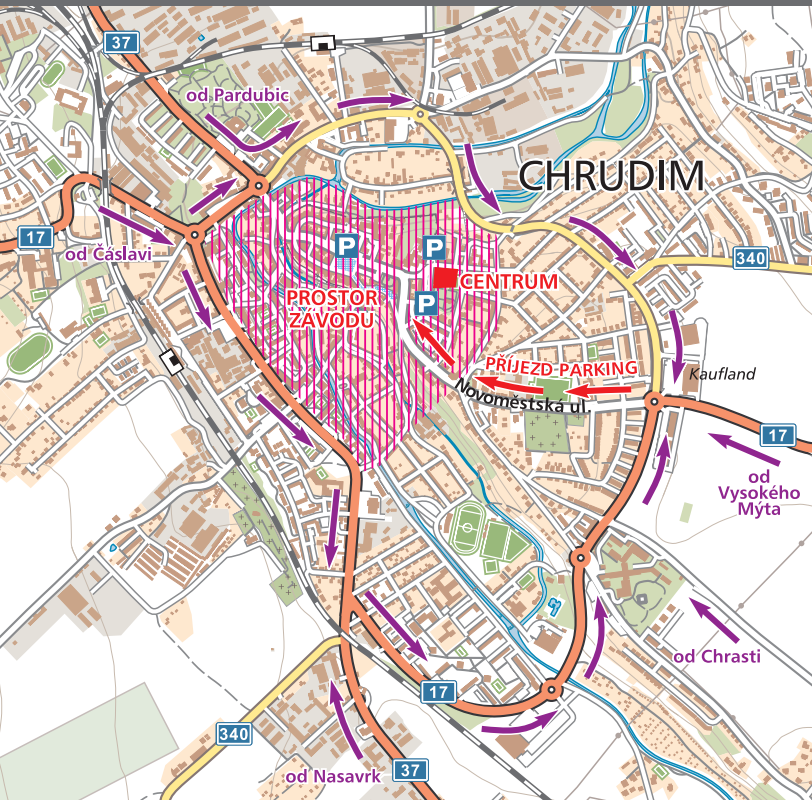 37
od Pardubic
CHRUDIM
17
od Čáslavi
P
P
340
CENTRUM
PROSTOR
ZÁVODU
P
PŘÍJEZD PARKING
Kaufland
Novoměstská ul.
17
od
Vysokého
Mýta
od Chrasti
17
340
od Nasavrk
37